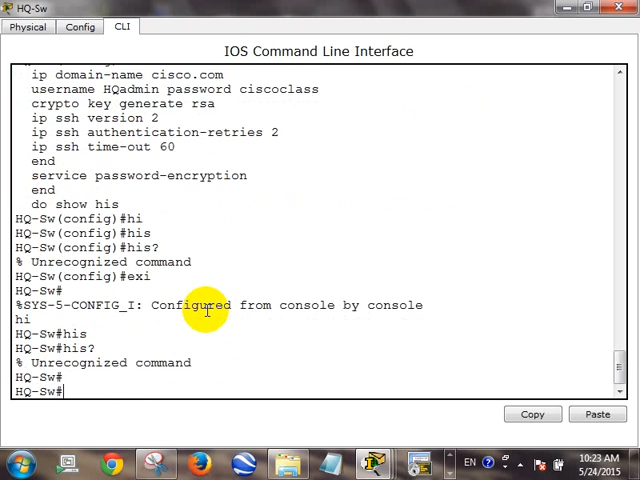 HQ-Sw
Physical
Config
CLI
IOS Command Line Interface
ip domain-name cisco.com
username HQadmin password ciscoclass
crypto key generate rsa
ip ssh version 2
ip ssh authentication-retries 2
ip ssh time-out 60
end
service password-encryption
end
do show his
HQ-Sw(config)#hi
HQ-Sw(config)#his
HQ-Sw(config)#his?
% Unrecognized command
HQ-Sw(config)#exi
HQ-Sw#
%SYS-5-CONFIG_I: Configured from console by console
hi
HQ-Sw#his
HQ-Sw#his?
% Unrecognized command
HQ-Sw#
HQ-Sw#
Copy
Paste
EN
10:23 AM
5/24/2015